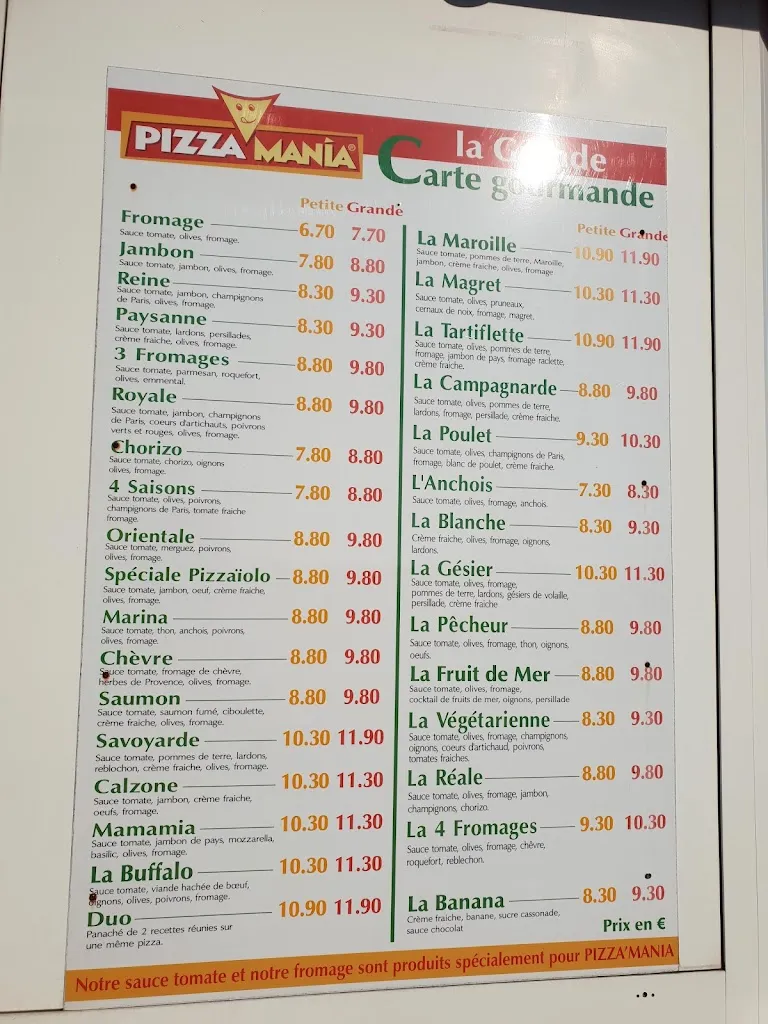 PIZZA MANIA®
la Grande
Carte gourmande
Petite Grande
Fromage 6.70 7.70
Sauce tomate, olives, fromage.
Jambon 7.80 8.80
Sauce tomate, jambon, olives, fromage.
Reine 8.30 9.30
Sauce tomate, jambon, champignons
de Paris, olives, fromage.
Paysanne 8.30 9.30
Sauce tomate, lardons, persillades,
crème fraiche, olives, fromage.
3 Fromages 8.80 9.80
Sauce tomate, parmesan, roquefort,
olives, emmental.
Royale 8.80 9.80
Sauce tomate, jambon, champignons
de Paris, coeurs d'artichauts, poivrons
verts et rouges, olives, fromage.
Chorizo 7.80 8.80
Sauce tomate, chorizo, oignons
olives, fromage.
4 Saisons 7.80 8.80
Sauce tomate, olives, poivrons,
champignons de Paris, tomate fraiche
fromage.
Orientale 8.80 9.80
Sauce tomate, merguez, poivrons,
olives, fromage.
Spéciale Pizzaïolo 8.80 9.80
Sauce tomate, jambon, oeuf, crème fraiche,
olives, fromage.
Marina 8.80 9.80
Sauce tomate, thon, anchois, poivrons,
olives, fromage.
Chèvre 8.80 9.80
Sauce tomate, fromage de chèvre,
herbes de Provence, olives, fromage.
Saumon 8.80 9.80
Sauce tomate, saumon fumé, ciboulette,
crème fraiche, olives, fromage.
Savoyarde 10.30 11.90
Sauce tomate, pommes de terre, lardons,
reblochon, crème fraiche, olives, fromage.
Calzone 10.30 11.30
Sauce tomate, jambon, crème fraiche,
oeufs, fromage.
Mamamia 10.30 11.30
Sauce tomate, jambon de pays, mozzarella,
basilic, olives, fromage.
La Buffalo 10.30 11.30
Sauce tomate, viande hachée de bœuf,
oignons, olives, poivrons, fromage.
Duo 10.90 11.90
Panaché de 2 recettes réunies sur
une même pizza.
Petite Grande
La Maroille 10.90 11.90
Sauce tomate, pommes de terre, Maroille,
jambon, crème fraiche, olives, fromage
La Magret 10.30 11.30
Sauce tomate, olives, pruneaux,
cernaux de noix, fromage, magret.
La Tartiflette 10.90 11.90
Sauce tomate, olives, pommes de terre,
fromage, jambon de pays, fromage raclette,
crème fraiche.
La Campagnarde 8.80 9.80
Sauce tomate, olives, pommes de terre,
lardons, fromage, persillade, crème fraiche.
La Poulet 9.30 10.30
Sauce tomate, olives, champignons de Paris,
fromage, blanc de poulet, crème fraiche.
L'Anchois 7.30 8.30
Sauce tomate, olives, fromage, anchois.
La Blanche 8.30 9.30
Crème fraiche, olives, fromage, oignons,
lardons.
La Gésier 10.30 11.30
Sauce tomate, olives, fromage,
pommes de terre, lardons, gésiers de volaille,
persillade, crème fraiche
La Pêcheur 8.80 9.80
Sauce tomate, olives, fromage, thon, oignons,
oeufs.
La Fruit de Mer 8.80 9.80
Sauce tomate, olives, fromage,
cocktail de fruits de mer, oignons, persillade
La Végétarienne 8.30 9.30
Sauce tomate, olives, fromage, champignons,
oignons, coeurs d'artichaud, poivrons,
tomates fraiches.
La Réale 8.80 9.80
Sauce tomate, olives, fromage, jambon,
champignons, chorizo.
La 4 Fromages 9.30 10.30
Sauce tomate, olives, fromage, chêvre,
roquefort, reblechon.
La Banana 8.30 9.30
Crème fraiche, banane, sucre cassonade,
sauce chocolat
Prix en €
Notre sauce tomate et notre fromage sont produits spécialement pour PIZZA'MANIA